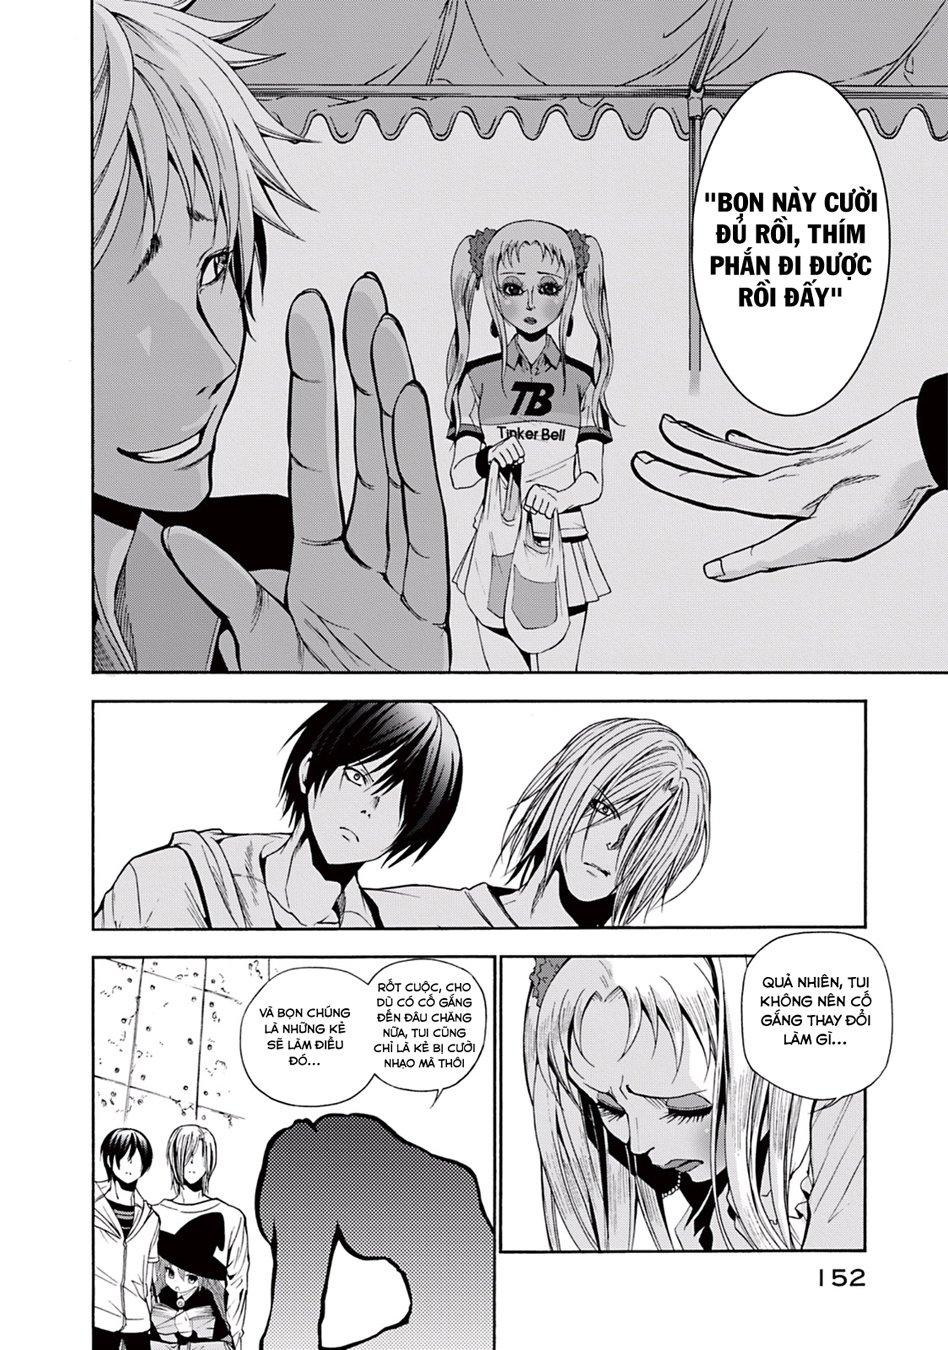 "BỌN NÀY CƯỜI
ĐỦ RỒI, THÍM
PHẮN ĐI ĐƯỢC
RỒI ĐẤY"
TB
Tinker Bell
QUẢ NHIÊN, TUI
KHÔNG NÊN CỐ
GẮNG THAY ĐỔI
LÀM GÌ...
RỐT CUỘC, CHO
DÙ CÓ CỐ GẮNG
ĐẾN ĐÂU CHĂNG
NỮA, TUI CŨNG
CHỈ LÀ KẺ BỊ CƯỜI
NHẠO MÀ THÔI
VÀ BỌN CHÚNG
LÀ NHỮNG KẺ
SẼ LÀM ĐIỀU
ĐÓ...
152